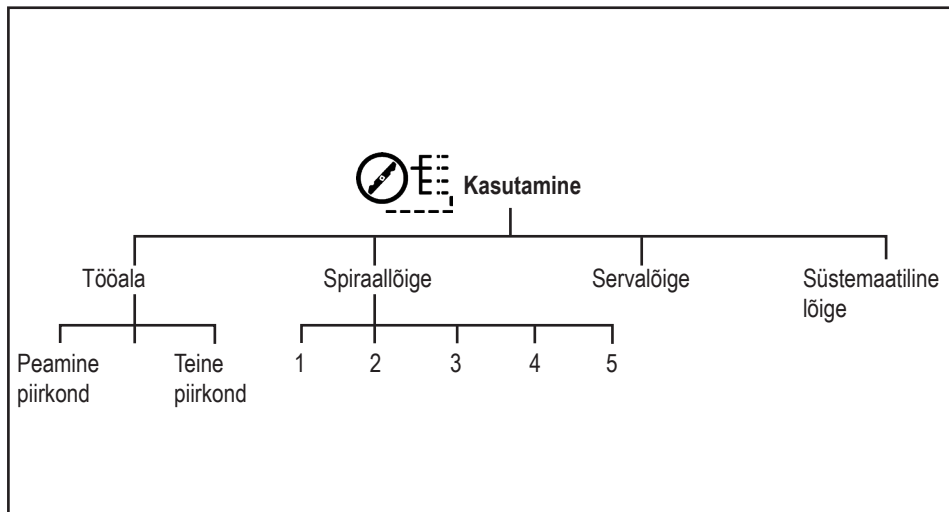 Kasutamine
Tööala
Spiraallõige
Servalõige
Süstemaatiline
lõige
Peamine
piirkond
Teine
piirkond
1 2 3 4 5